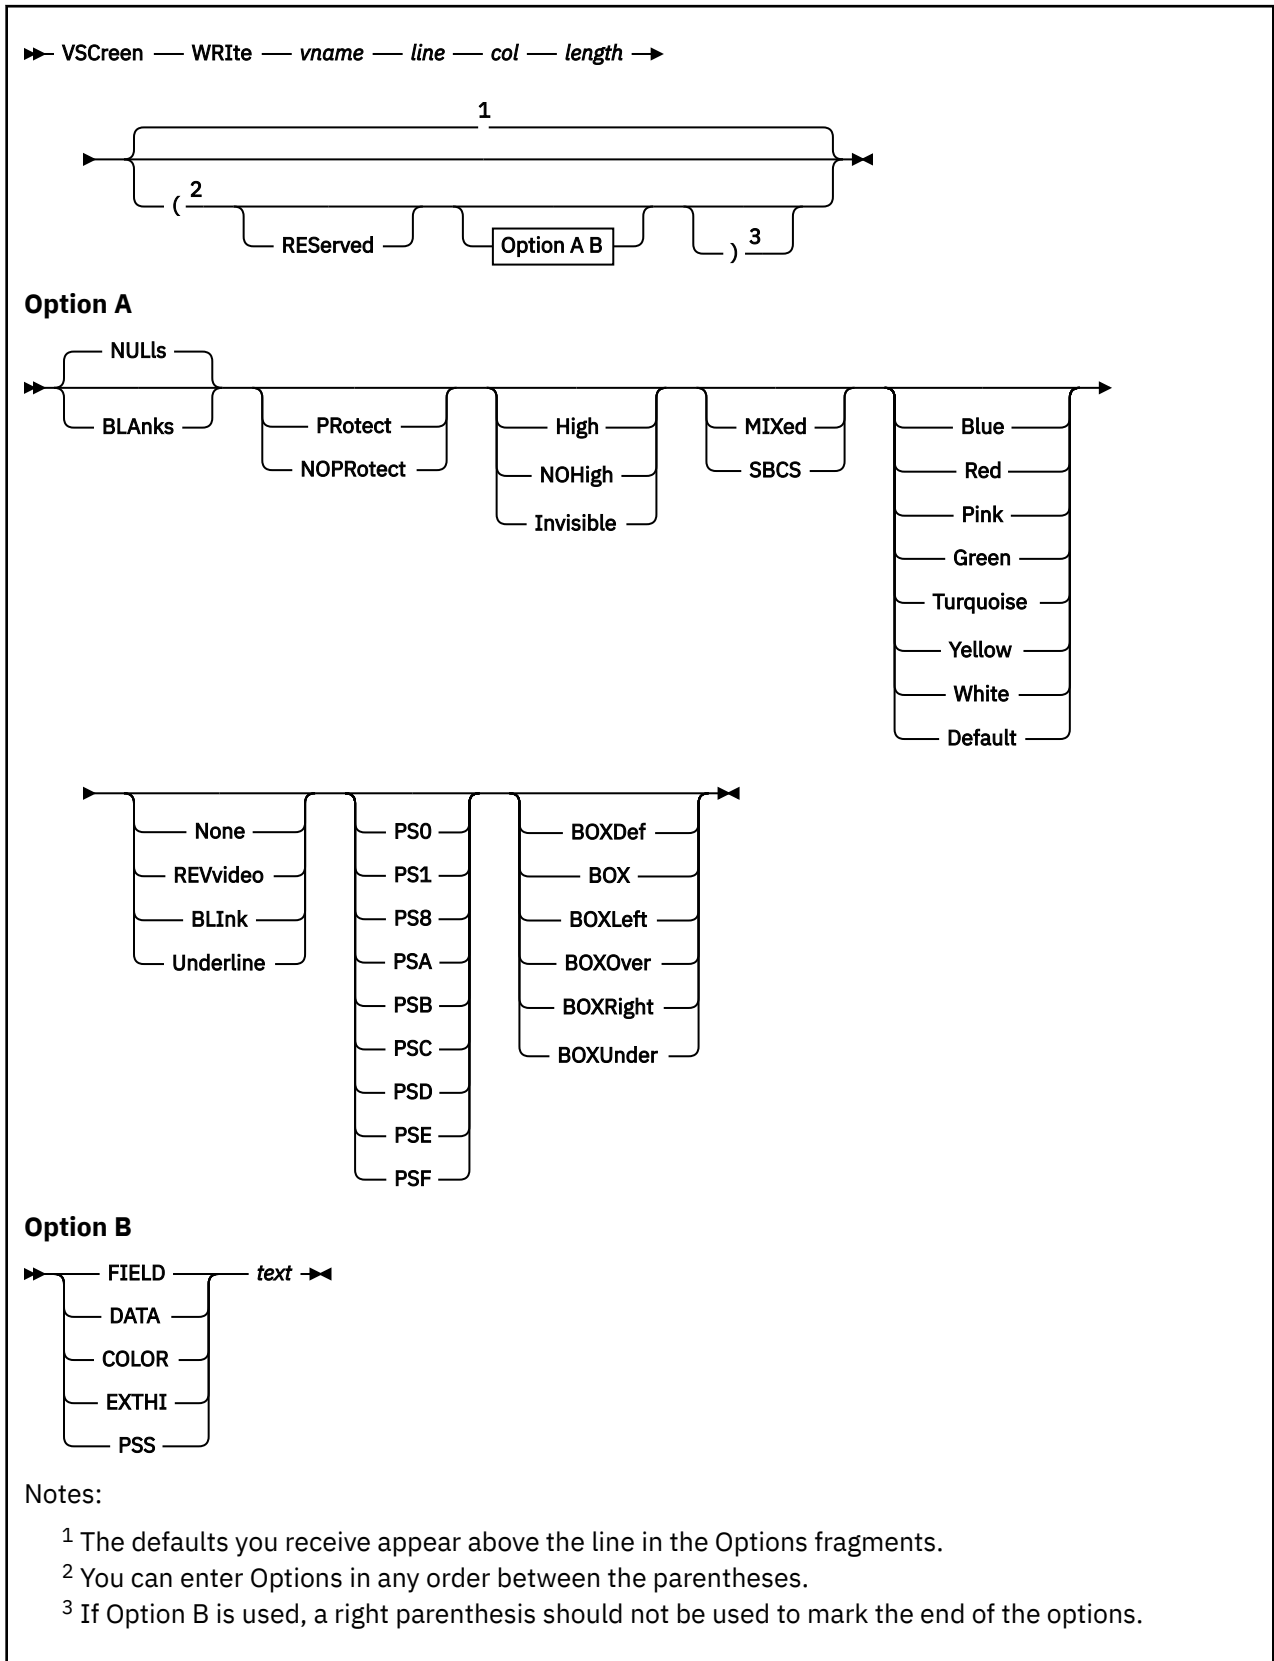 VSCreen WRIte vname line col length
1
( 2
REServed Option A B ) 3
Option A
NULls
BLAnks PRotect High MIXed Blue
NOPRotect NOHigh SBCS Red
Invisible Pink
Green
Turquoise
Yellow
White
Default
None PS0 BOXDef
REVvideo PS1 BOX
BLInk PS8 BOXLeft
Underline PSA BOXOver
PSB BOXRight
PSC BOXUnder
PSD
PSE
PSF
Option B
FIELD text
DATA
COLOR
EXTHI
PSS
Notes:
1 The defaults you receive appear above the line in the Options fragments.
2 You can enter Options in any order between the parentheses.
3 If Option B is used, a right parenthesis should not be used to mark the end of the options.